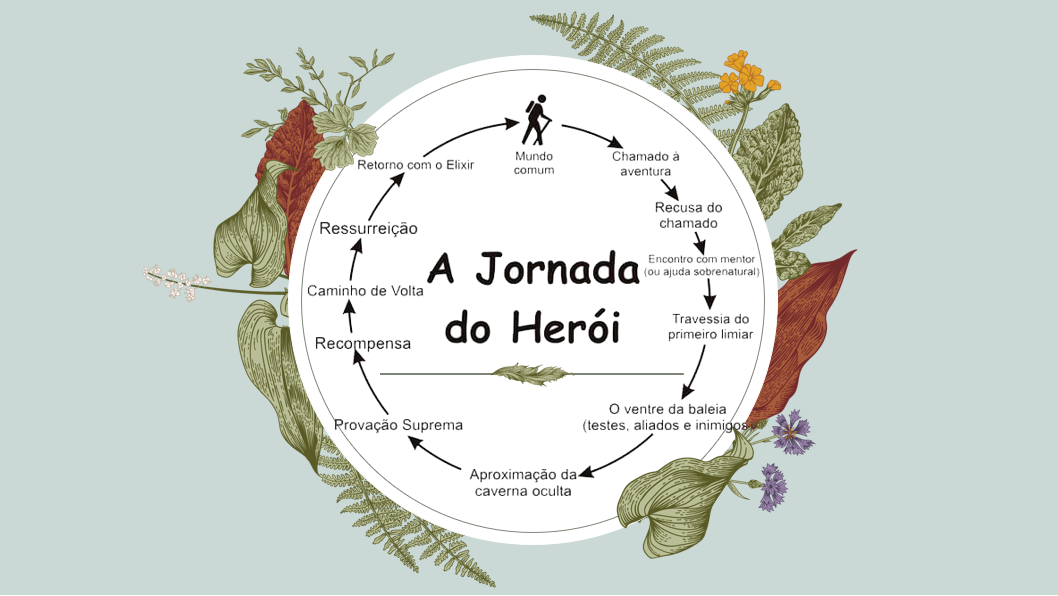 A Jornada
do Herói
Mundo
comum
Chamado à
aventura
Recusa do
chamado
Encontro com mentor
(ou ajuda sobrenatural)
Travessia do
primeiro limiar
O ventre da baleia
(testes, aliados e inimigos)
Aproximação da
caverna oculta
Provação Suprema
Recompensa
Caminho de Volta
Ressurreição
Retorno com o Elixir